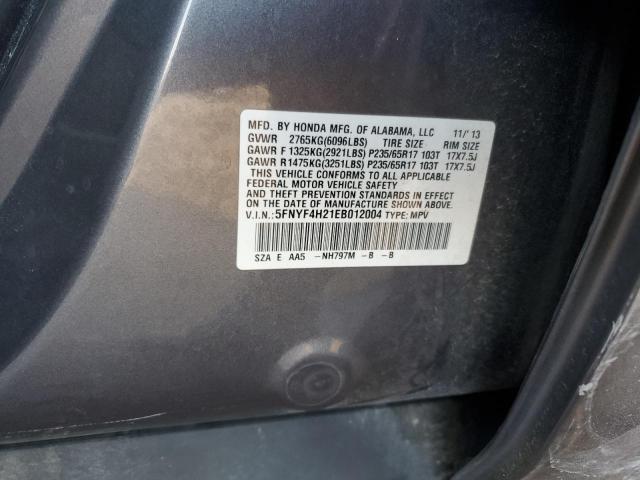 MFD. BY HONDA MFG. OF ALABAMA, LLC 11/'13
GVWR 2765KG(6096LBS) TIRE SIZE RIM SIZE
GAWR F 1325KG(2921LBS) P235/65R17 103T 17X7.5J
GAWR R1475KG(3251LBS) P235/65R17 103T 17X7.5J
THIS VEHICLE CONFORMS TO ALL APPLICABLE
FEDERAL MOTOR VEHICLE SAFETY
AND THEFT PREVENTION STANDARDS IN EFFECT
ON THE DATE OF MANUFACTURE SHOWN ABOVE.
V.I.N.: 5FNYF4H21EB012004 TYPE: MPV
SZA E AA5 -NH797M -B -B